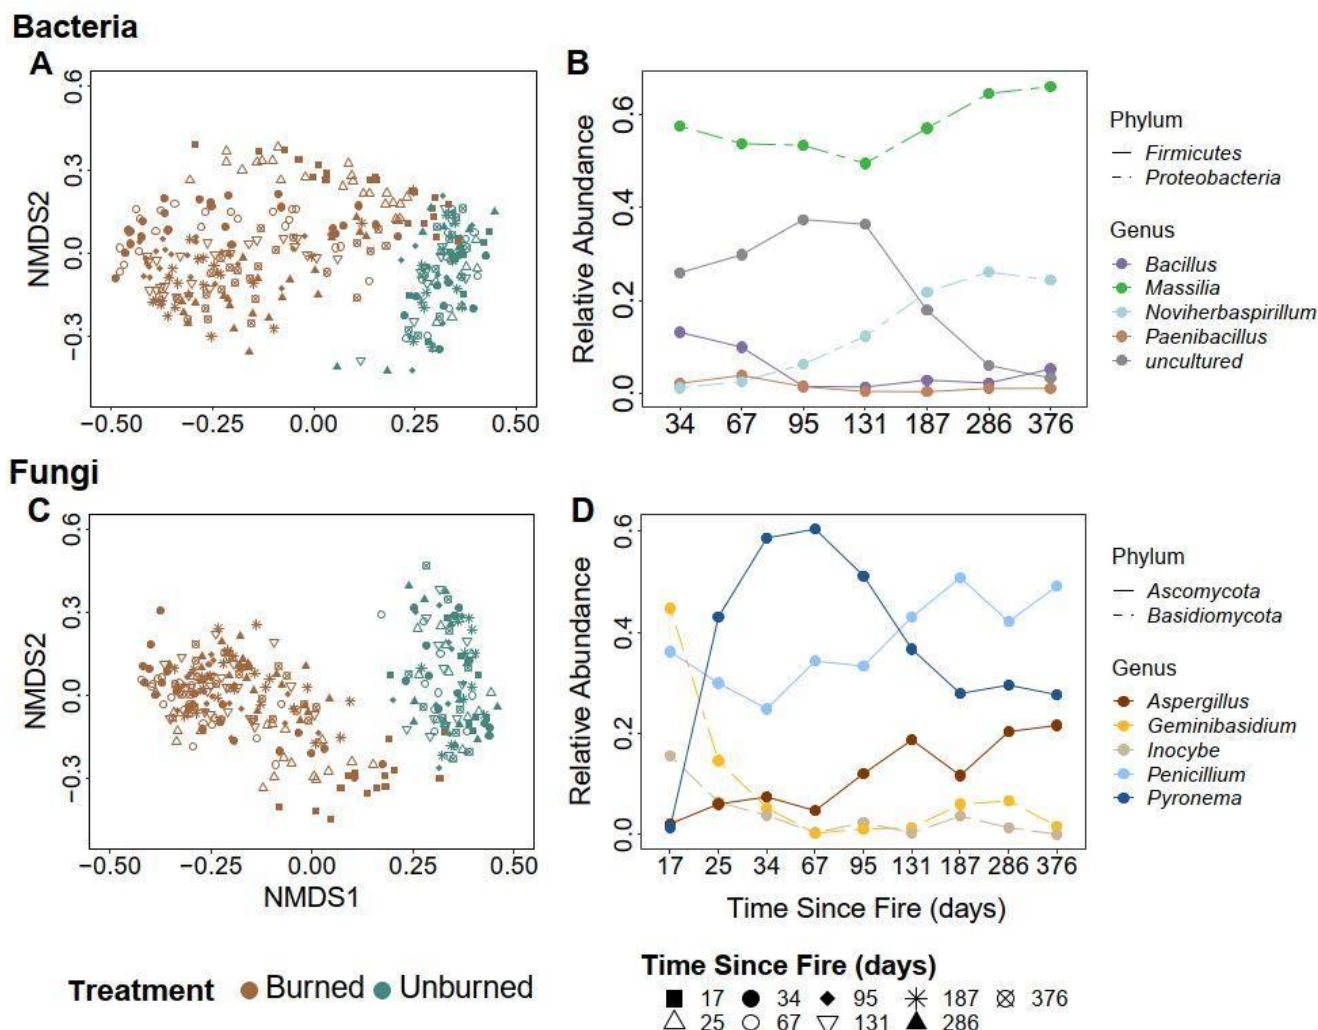 Bacteria
A
NMDS2
0.6
0.3
0.0
−0.3
−0.50 −0.25 0.00 0.25 0.50
B
Relative Abundance
0.6
0.4
0.2
0.0
34 67 95 131 187 286 376
Phylum
Firmicutes
Proteobacteria
Genus
Bacillus
Massilia
Noviherbaspirillum
Paenibacillus
uncultured
Fungi
C
NMDS2
0.6
0.3
0.0
−0.3
−0.50 −0.25 0.00 0.25 0.50
NMDS1
D
Relative Abundance
0.6
0.4
0.2
0.0
17 25 34 67 95 131 187 286 376
Time Since Fire (days)
Phylum
Ascomycota
Basidiomycota
Genus
Aspergillus
Geminibasidium
Inocybe
Penicillium
Pyronema
Treatment Burned Unburned
Time Since Fire (days)
17 34 95 187 376
25 67 131 286